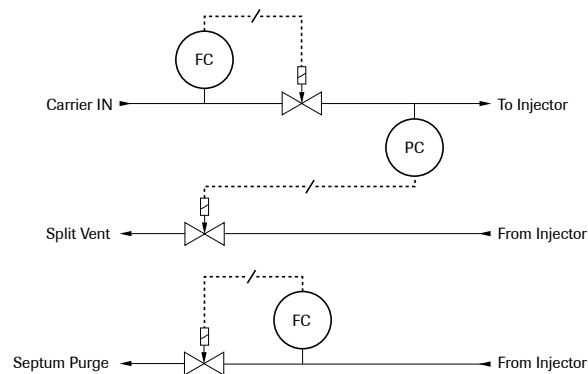 FC
Carrier IN
To Injector
PC
Split Vent
From Injector
FC
Septum Purge
From Injector